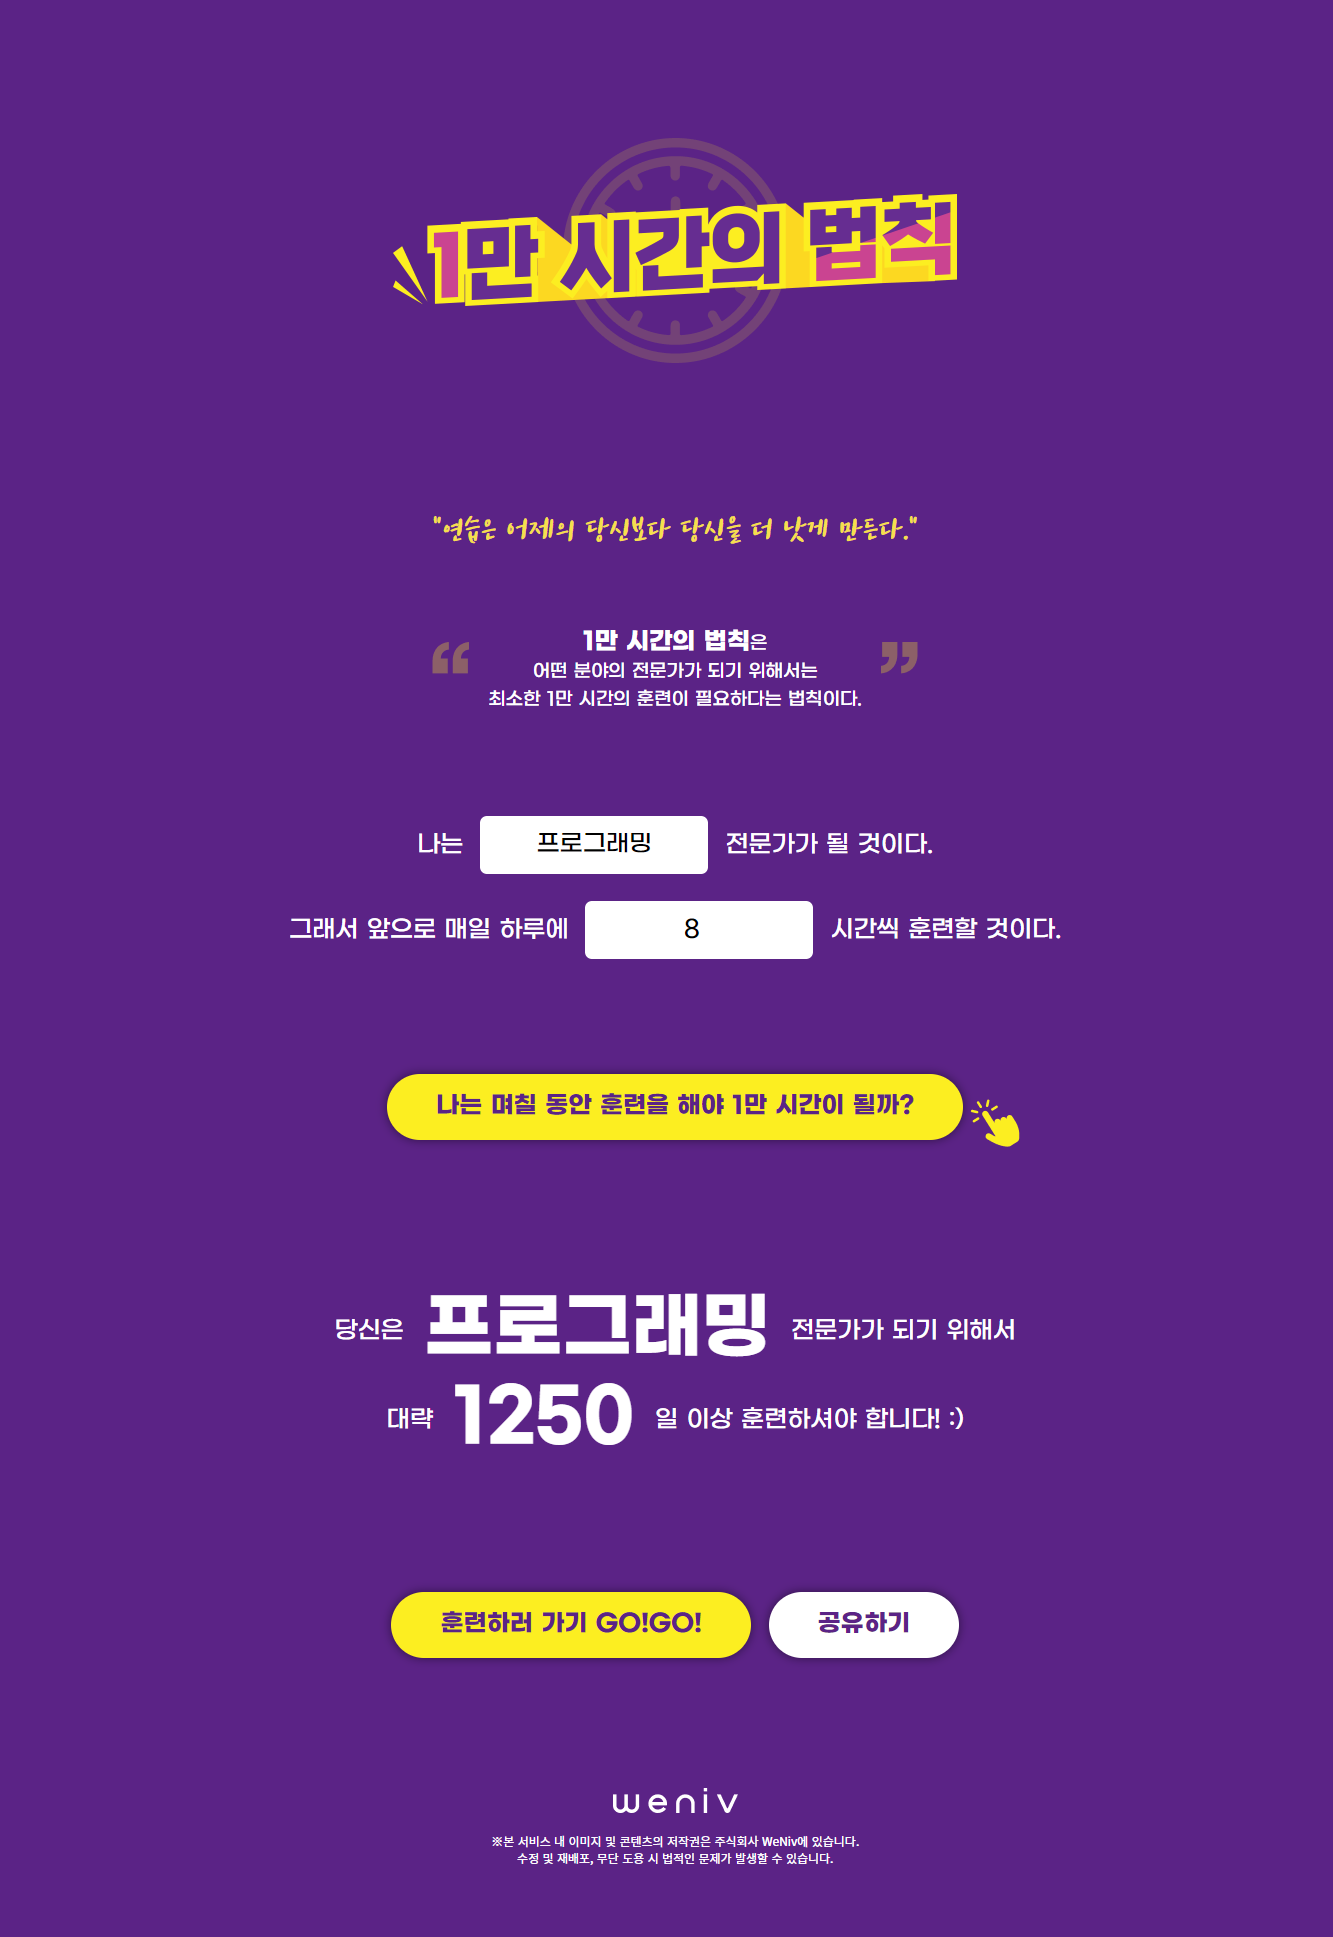 1만 시간의 법칙
"연습은 어제의 당신보다 당신을 더 낫게 만든다."
“ 1만 시간의 법칙은 ”
어떤 분야의 전문가가 되기 위해서는
최소한 1만 시간의 훈련이 필요하다는 법칙이다.
나는 프로그래밍 전문가가 될 것이다.
그래서 앞으로 매일 하루에 8 시간씩 훈련할 것이다.
나는 며칠 동안 훈련을 해야 1만 시간이 될까?
당신은 프로그래밍 전문가가 되기 위해서
대략 1250 일 이상 훈련하셔야 합니다! :)
훈련하러 가기 GO!GO! 공유하기
weniv
※본 서비스 내 이미지 및 콘텐츠의 저작권은 주식회사 WeNiv에 있습니다.
수정 및 재배포, 무단 도용 시 법적인 문제가 발생할 수 있습니다.